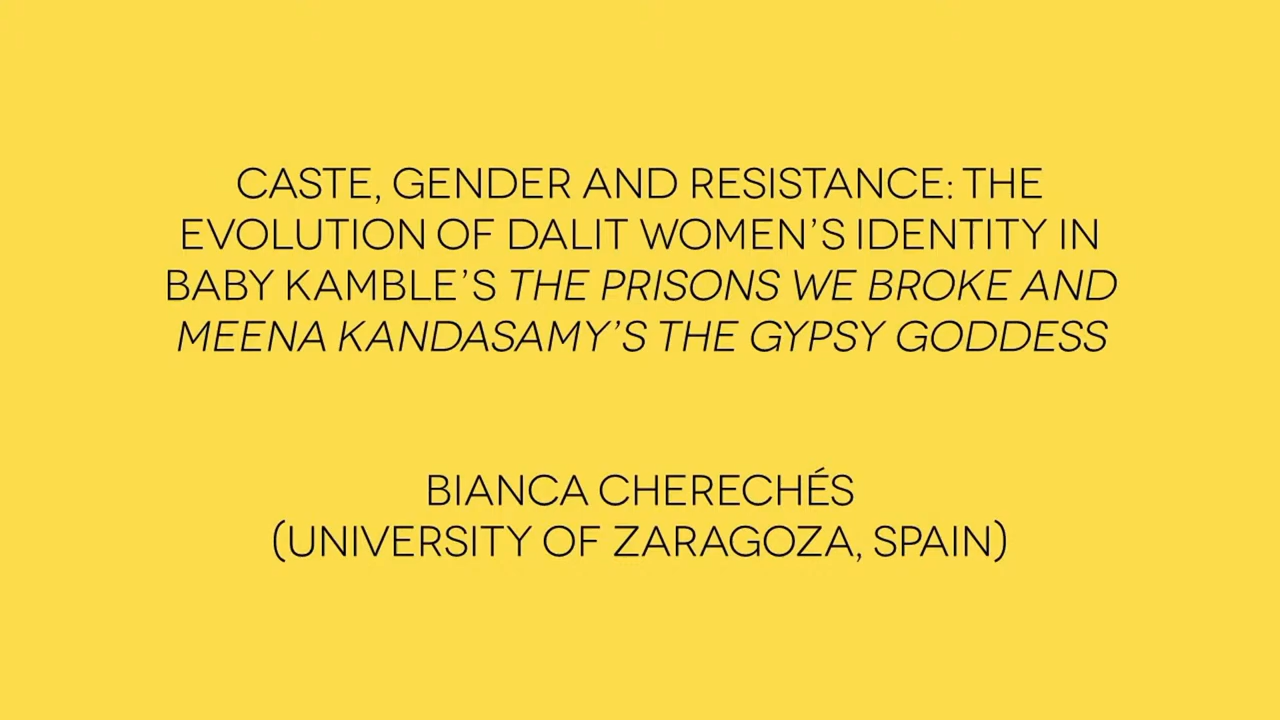 CASTE, GENDER AND RESISTANCE: THE
EVOLUTION OF DALIT WOMEN’S IDENTITY IN
BABY KAMBLE’S THE PRISONS WE BROKE AND
MEENA KANDASAMY’S THE GYPSY GODDESS
BIANCA CHERECHÉS
(UNIVERSITY OF ZARAGOZA, SPAIN)